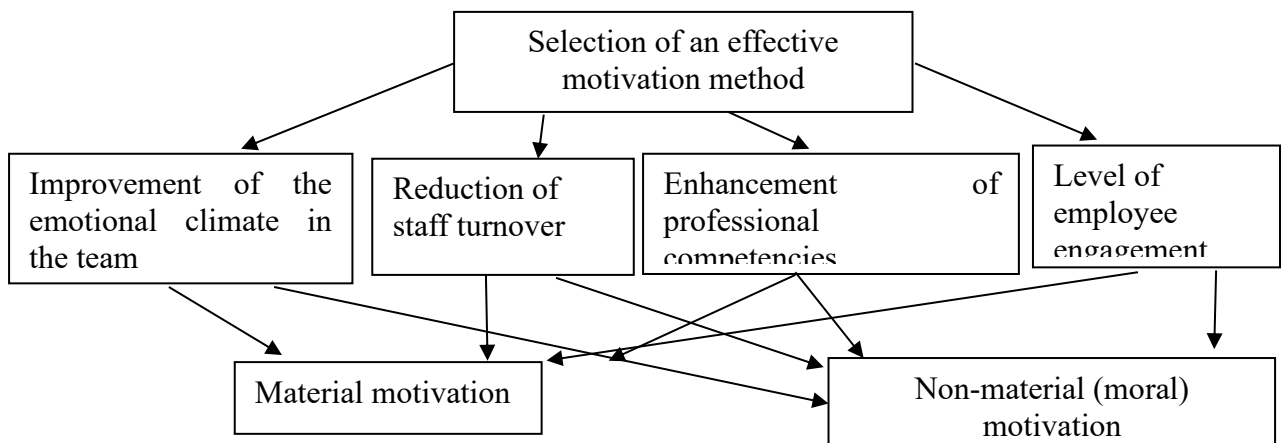 Selection of an effective
motivation method
Improvement of the
emotional climate in
the team
Reduction of
staff turnover
Enhancement of
professional
competencies
Level of
employee
engagement
Material motivation
Non-material (moral)
motivation